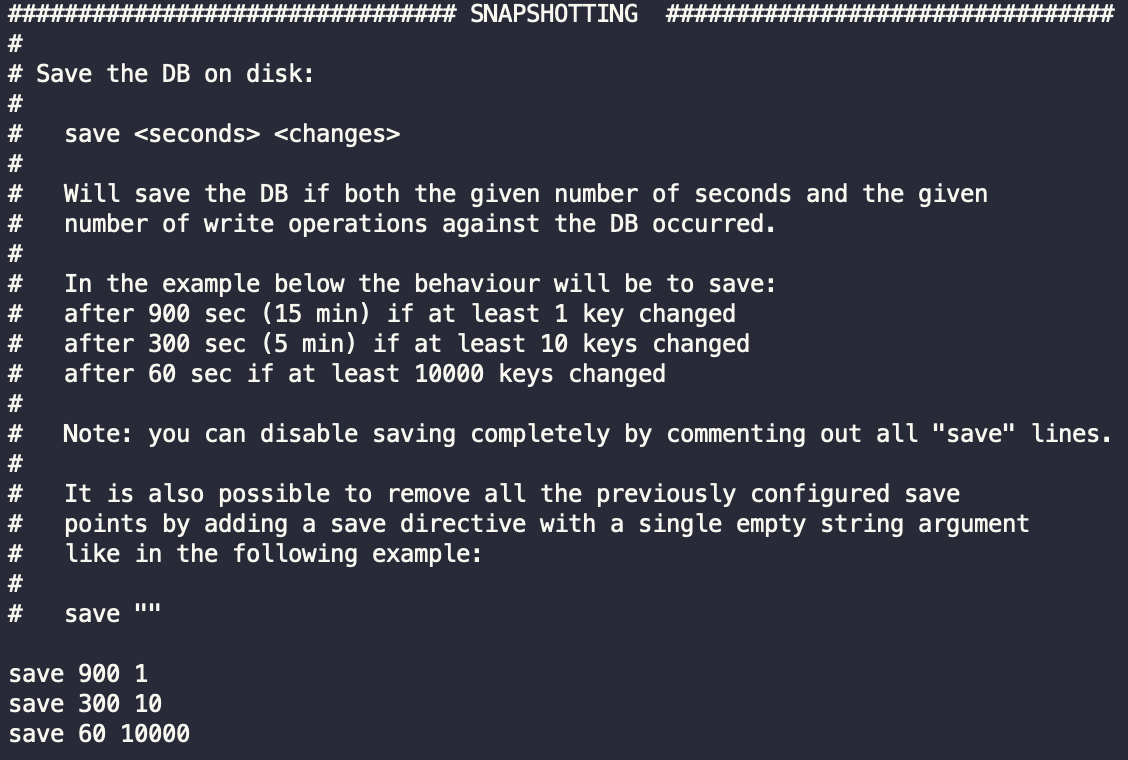 ################################ SNAPSHOTTING  ################################
#
# Save the DB on disk:
#
#   save <seconds> <changes>
#
#   Will save the DB if both the given number of seconds and the given
#   number of write operations against the DB occurred.
#
#   In the example below the behaviour will be to save:
#   after 900 sec (15 min) if at least 1 key changed
#   after 300 sec (5 min) if at least 10 keys changed
#   after 60 sec if at least 10000 keys changed
#
#   Note: you can disable saving completely by commenting out all "save" lines.
#
#   It is also possible to remove all the previously configured save
#   points by adding a save directive with a single empty string argument
#   like in the following example:
#
#   save ""

save 900 1
save 300 10
save 60 10000